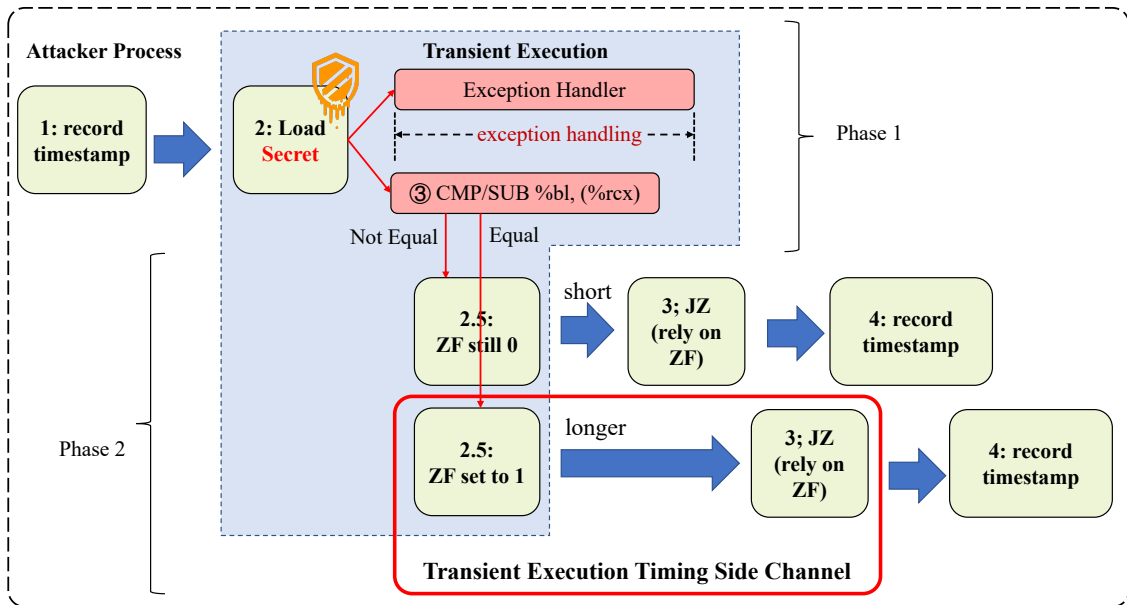 Attacker Process
Transient Execution
1: record
timestamp
2: Load
Secret
Exception Handler
exception handling
Phase 1
③ CMP/SUB %bl, (%rcx)
Not Equal
Equal
2.5:
ZF still 0
short
3; JZ
(rely on
ZF)
4: record
timestamp
Phase 2
2.5:
ZF set to 1
longer
3; JZ
(rely on
ZF)
4: record
timestamp
Transient Execution Timing Side Channel